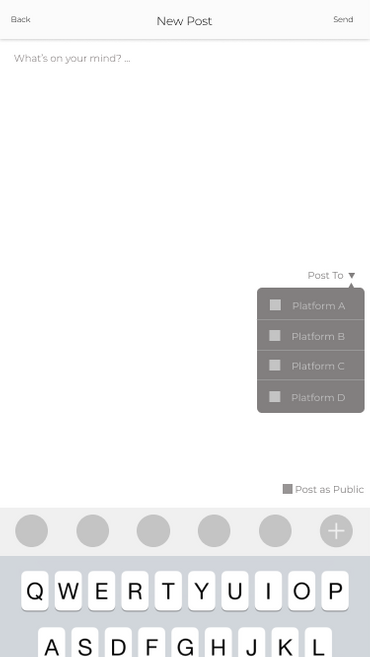 Back New Post Send
What's on your mind? ...
Post To ▼
Platform A
Platform B
Platform C
Platform D
Post as Public
+
Q W E R T Y U I O P
A S D F G H J K L